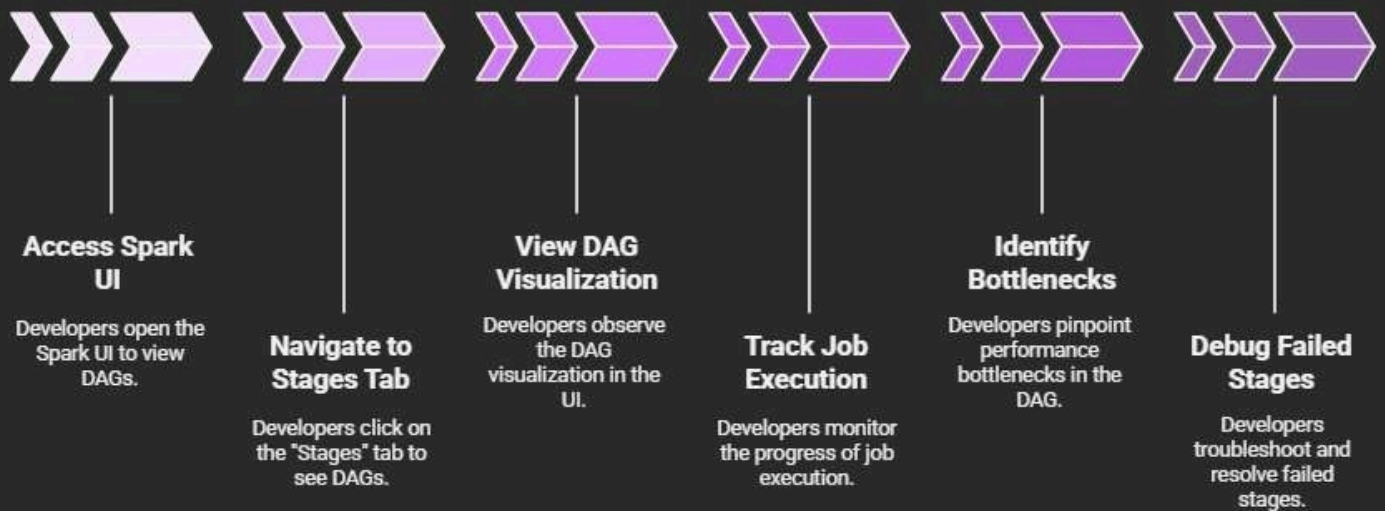 Access Spark
UI
Developers open the
Spark UI to view
DAGs.
Navigate to
Stages Tab
Developers click on
the "Stages" tab to
see DAGs.
View DAG
Visualization
Developers observe
the DAG
visualization in the
UI.
Track Job
Execution
Developers monitor
the progress of job
execution.
Identify
Bottlenecks
Developers pinpoint
performance
bottlenecks in the
DAG.
Debug Failed
Stages
Developers
troubleshoot and
resolve failed
stages.